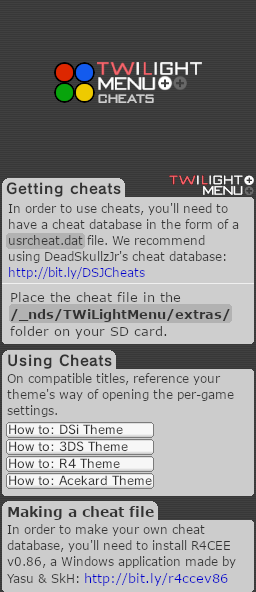 TWiLIGHT
MENU++
CHEATS
Getting cheats
TWiLIGHT
MENU++
In order to use cheats, you'll need to
have a cheat database in the form of a
usrcheat.dat file. We recommend
using DeadSkullzJr's cheat database:
http://bit.ly/DSJCheats
Place the cheat file in the
/_nds/TWiLightMenu/extras/
folder on your SD card.
Using Cheats
On compatible titles, reference your
theme's way of opening the per-game
settings.
How to: DSi Theme
How to: 3DS Theme
How to: R4 Theme
How to: Acekard Theme
Making a cheat file
In order to make your own cheat
database, you'll need to install R4CEE
v0.86, a Windows application made by
Yasu & SkH: http://bit.ly/r4ccev86